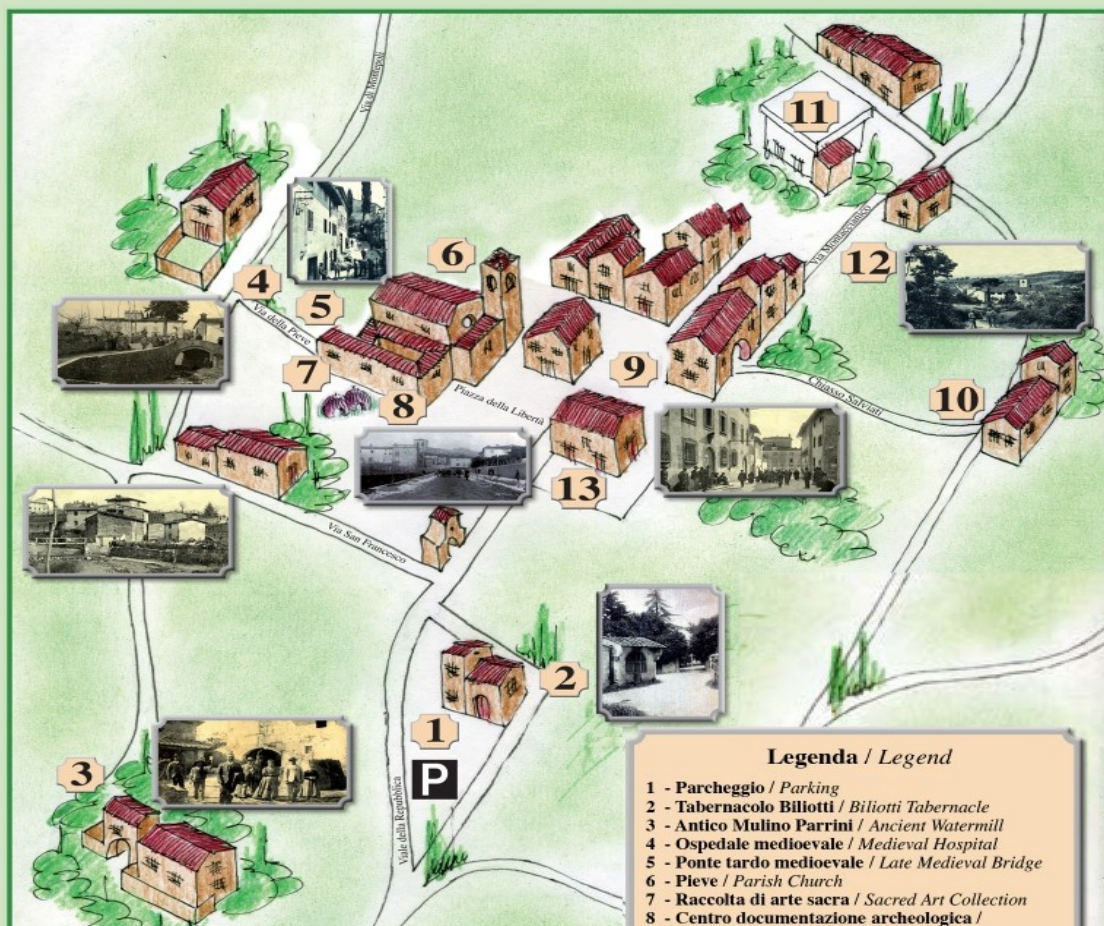 Via di Montepoli
11
6
4
5
Via Montaccianico
12
Via della Pieve
7
8
9
Piazza della Libertà
Chiasso Salviati
10
13
Via San Francesco
2
1
P
3
Viale della Repubblica
Legenda / Legend
1 - Parcheggio / Parking
2 - Tabernacolo Biliotti / Biliotti Tabernacle
3 - Antico Mulino Parrini / Ancient Watermill
4 - Ospedale medioevale / Medieval Hospital
5 - Ponte tardo medioevale / Late Medieval Bridge
6 - Pieve / Parish Church
7 - Raccolta di arte sacra / Sacred Art Collection
8 - Centro documentazione archeologica /